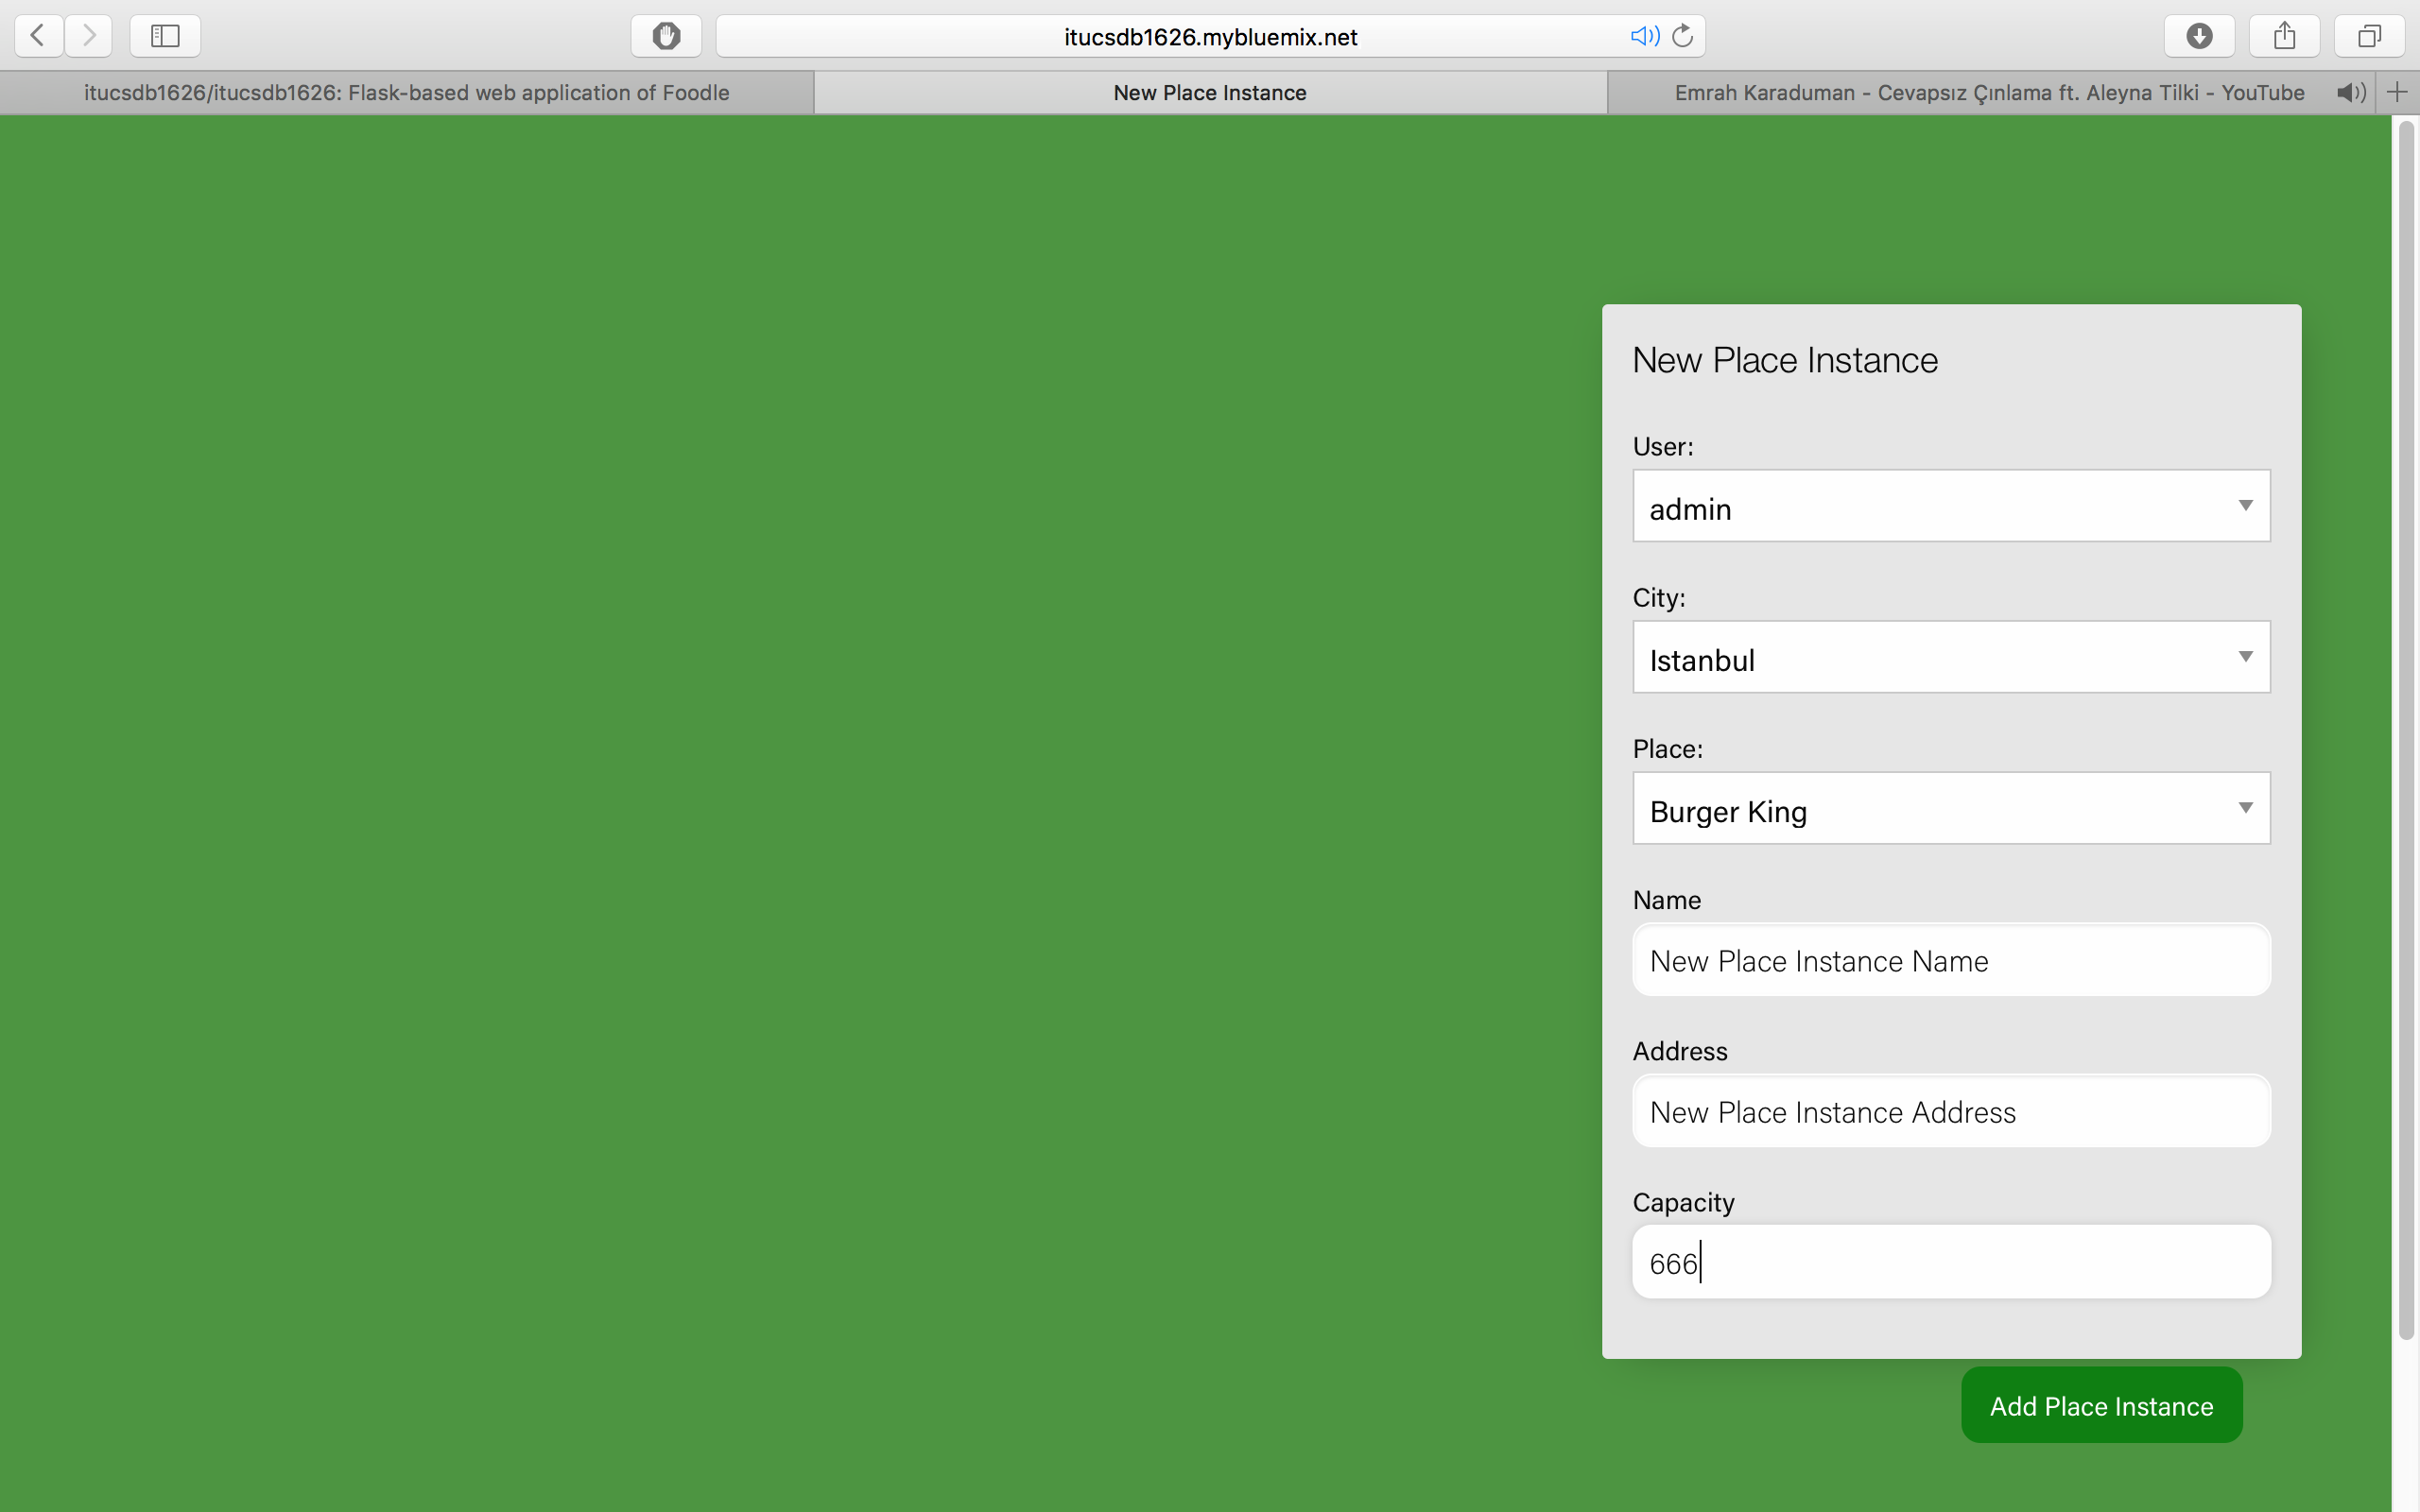 itucsdb1626.mybluemix.net
itucsdb1626/itucsdb1626: Flask-based web application of Foodle
New Place Instance
Emrah Karaduman - Cevapsız Çınlama ft. Aleyna Tilki - YouTube
New Place Instance
User:
admin
City:
Istanbul
Place:
Burger King
Name
New Place Instance Name
Address
New Place Instance Address
Capacity
666
Add Place Instance